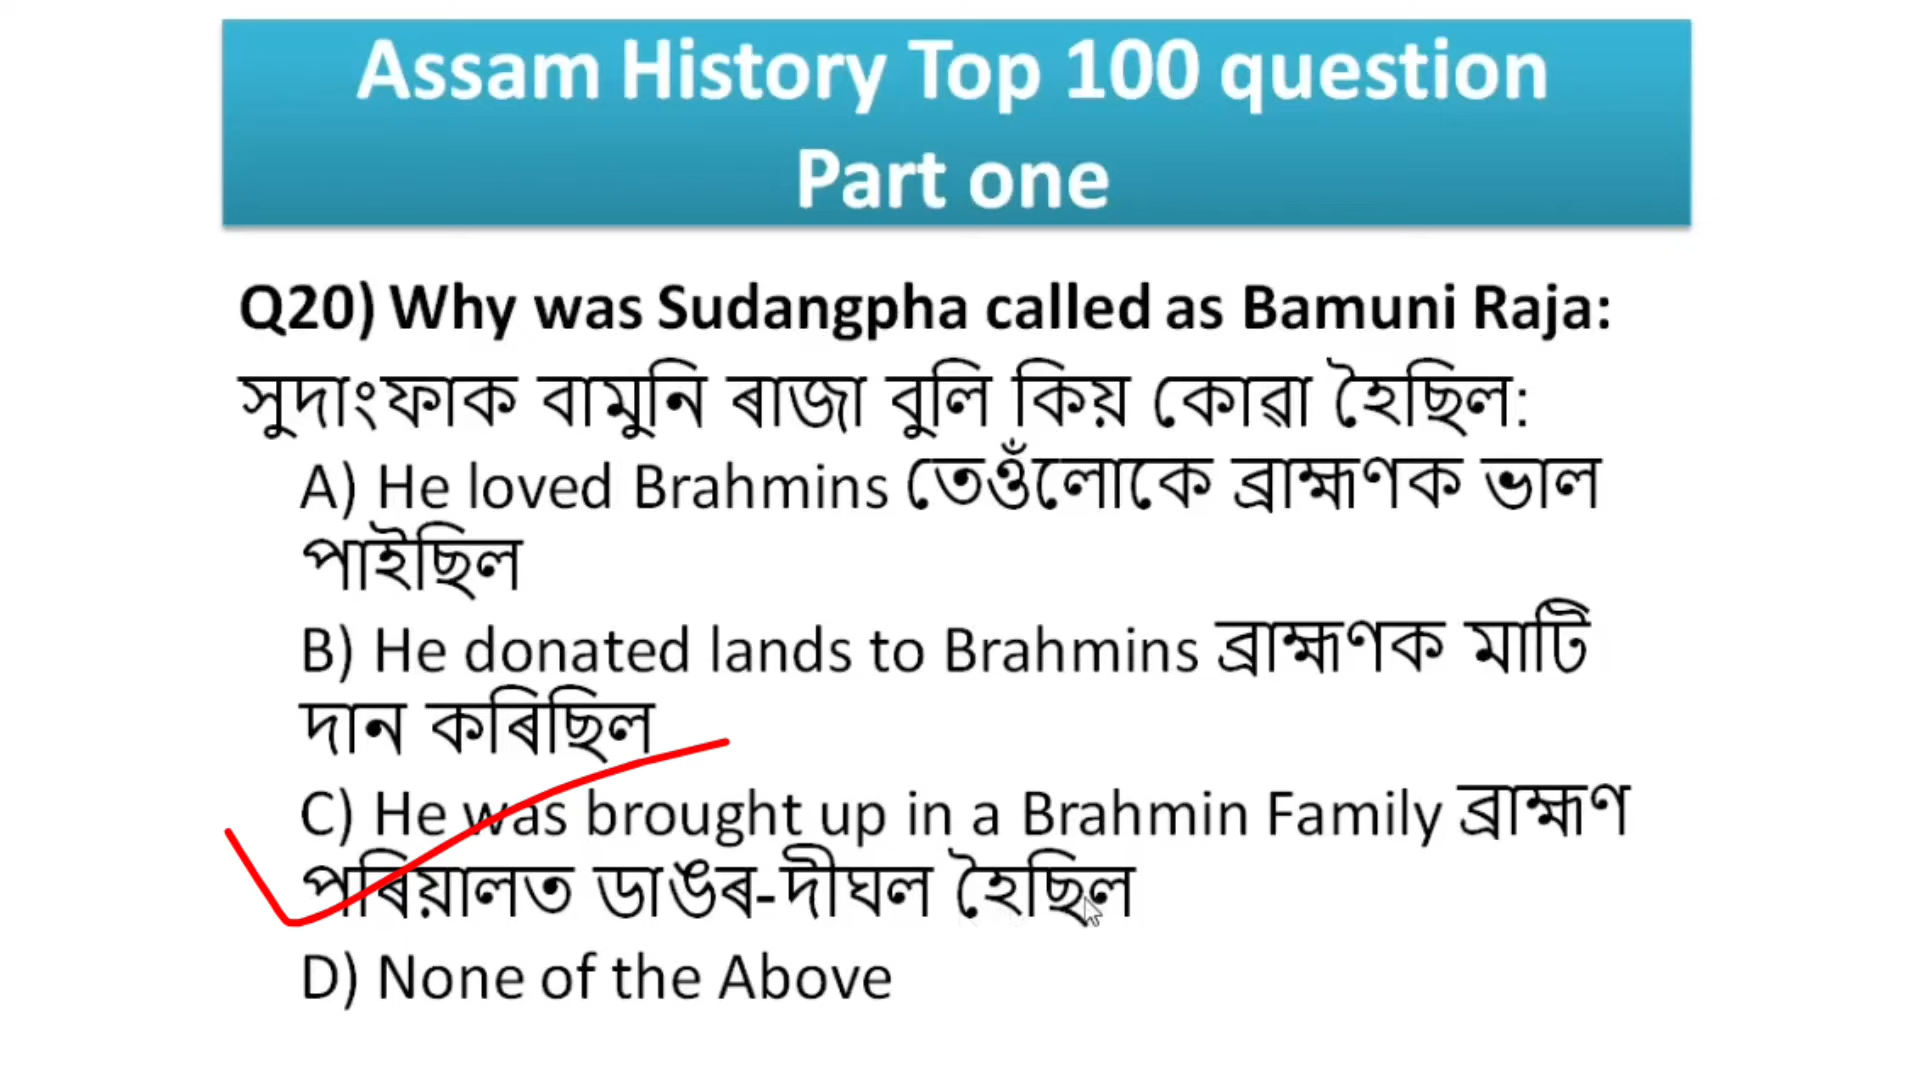 Assam History Top 100 question
Part one
Q20) Why was Sudangpha called as Bamuni Raja:
সুদাংফাক বামুনি ৰাজা বুলি কিয় কোৱা হৈছিল:
A) He loved Brahmins তেওঁলোকে ব্ৰাহ্মণক ভাল
পাইছিল
B) He donated lands to Brahmins ব্ৰাহ্মণক মাটি
দান কৰিছিল
C) He was brought up in a Brahmin Family ব্ৰাহ্মণ
পৰিয়ালত ডাঙৰ-দীঘল হৈছিল
D) None of the Above